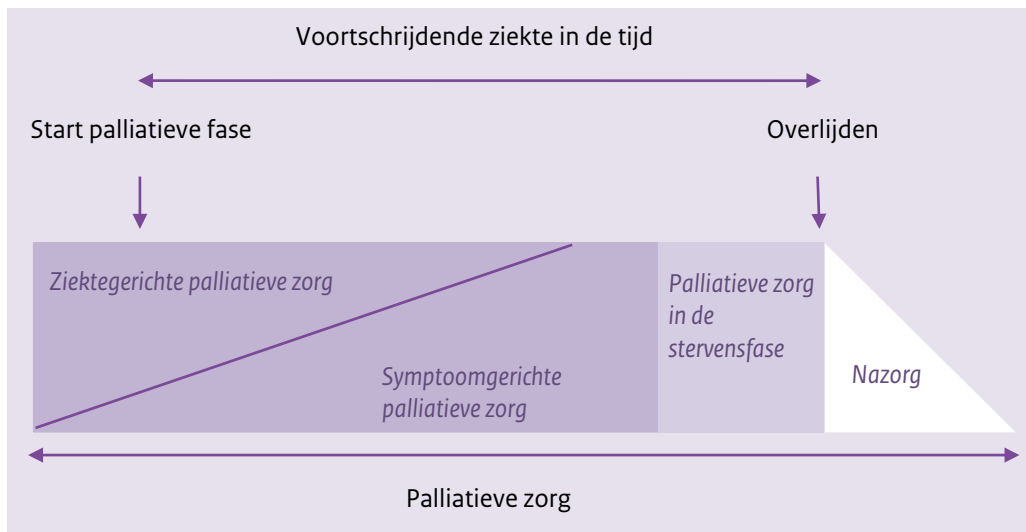 Voortschrijdende ziekte in de tijd
Start palliatieve fase
Overlijden
Ziektegerichte palliatieve zorg
Symptoomgerichte
palliatieve zorg
Palliatieve zorg
in de
stervensfase
Nazorg
Palliatieve zorg